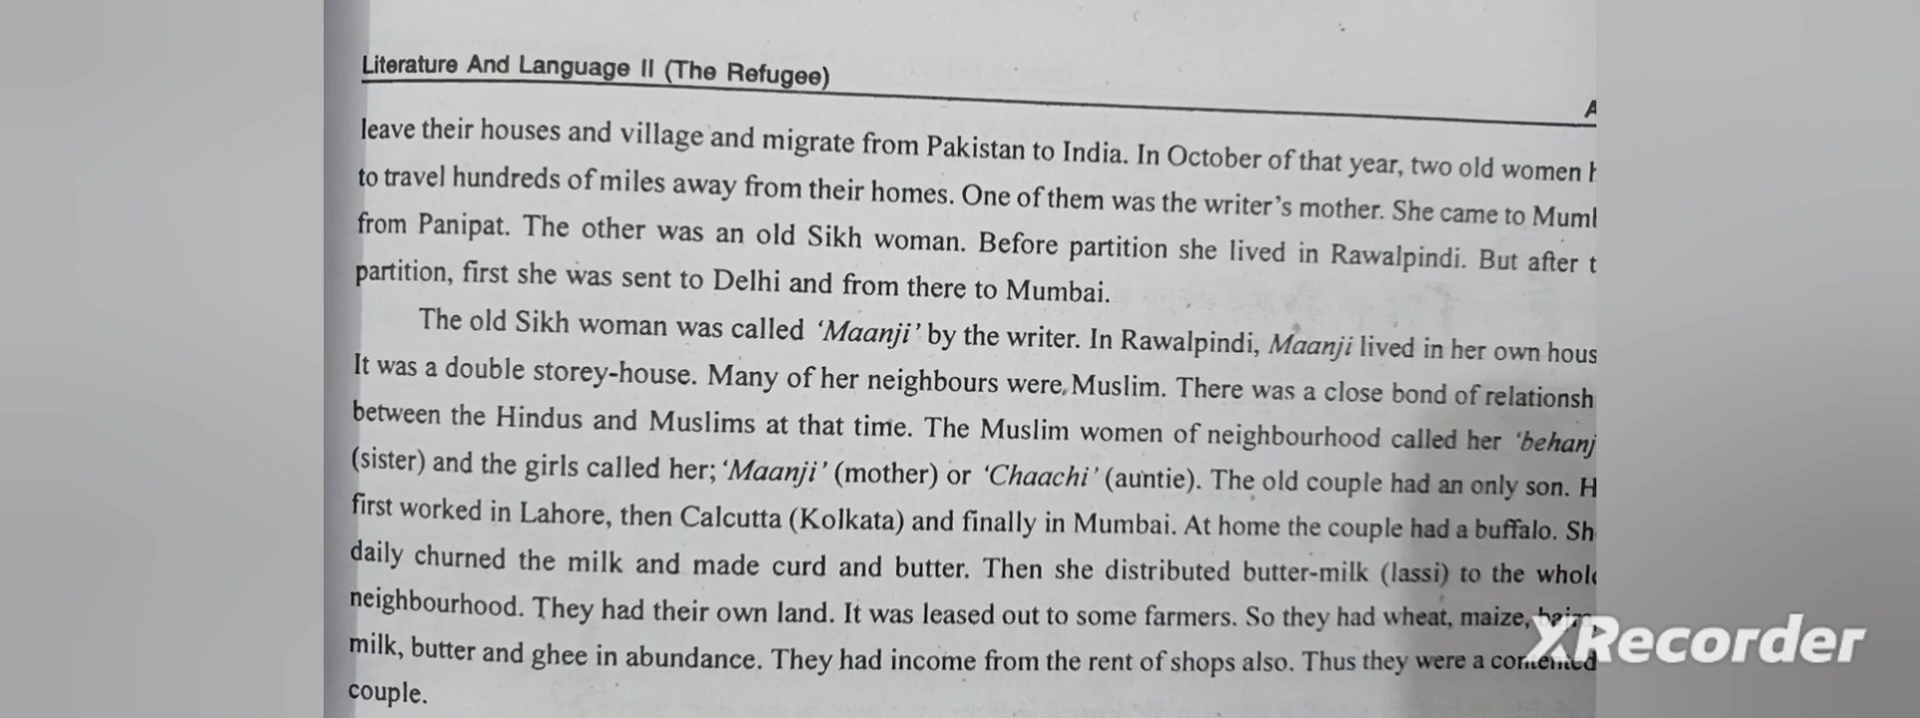 Literature And Language II (The Refugee)
leave their houses and village and migrate from Pakistan to India. In October of that year, two old women
to travel hundreds of miles away from their homes. One of them was the writer's mother. She came to
from Panipat. The other was an old Sikh woman. Before partition she lived in Rawalpindi. But after
partition, first she was sent to Delhi and from there to Mumbai.
The old Sikh woman was called 'Maanji' by the writer. In Rawalpindi, Maanji lived in her own hous
It was a double storey-house. Many of her neighbours were Muslim. There was a close bond of relationsh
between the Hindus and Muslims at that time. The Muslim women of neighbourhood called her 'behanj
(sister) and the girls called her; 'Maanji' (mother) or 'Chaachi' (auntie). The old couple had an only son. H
first worked in Lahore, then Calcutta (Kolkata) and finally in Mumbai. At home the couple had a buffalo. Sh
daily churned the milk and made curd and butter. Then she distributed butter-milk (lassi) to the whole
neighbourhood. They had their own land. It was leased out to some farmers. So they had wheat, maize,
milk, butter and ghee in abundance. They had income from the rent of shops also. Thus they were a contented
couple.
XRecorder